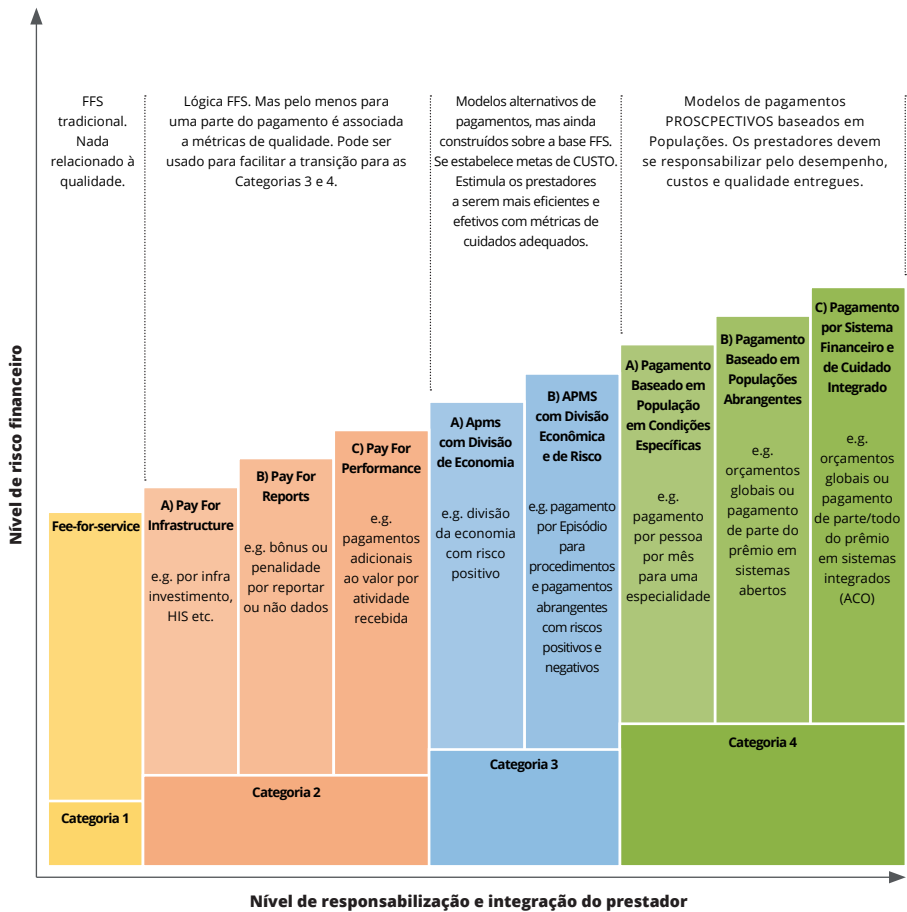 Nível de risco financeiro
FFS
tradicional.
Nada
relacionado à
qualidade.
Lógica FFS. Mas pelo menos para
uma parte do pagamento é associada
a métricas de qualidade. Pode ser
usado para facilitar a transição para as
Categorias 3 e 4.
Modelos alternativos de
pagamentos, mas ainda
construídos sobre a base FFS.
Se estabelece metas de CUSTO.
Estimula os prestadores
a serem mais eficientes e
efetivos com métricas de
cuidados adequados.
Modelos de pagamentos
PROSCPECTIVOS baseados em
Populações. Os prestadores devem
se responsabilizar pelo desempenho,
custos e qualidade entregues.
Fee-for-service
Categoria 1
A) Pay For
Infrastructure
e.g. por infra
investimento,
HIS etc.
B) Pay For
Reports
e.g. bônus ou
penalidade
por reportar
ou não dados
C) Pay For
Performance
e.g.
pagamentos
adicionais
ao valor por
atividade
recebida
Categoria 2
A) Apms
com Divisão
de Economia
e.g. divisão
da economia
com risco
positivo
B) APMS
com Divisão
Econômica
e de Risco
e.g. pagamento
por Episódio
para
procedimentos
e pagamentos
abrangentes
com riscos
positivos e
negativos
Categoria 3
A) Pagamento
Baseado em
População
em Condições
Específicas
e.g.
pagamento
por pessoa
por mês
para uma
especialidade
B) Pagamento
Baseado em
Populações
Abrangentes
e.g.
orçamentos
globais ou
pagamento
de parte do
prêmio em
sistemas
abertos
C) Pagamento
por Sistema
Financeiro e
de Cuidado
Integrado
e.g.
orçamentos
globais ou
pagamento
de parte/todo
do prêmio
em sistemas
integrados
(ACO)
Categoria 4
Nível de responsabilização e integração do prestador